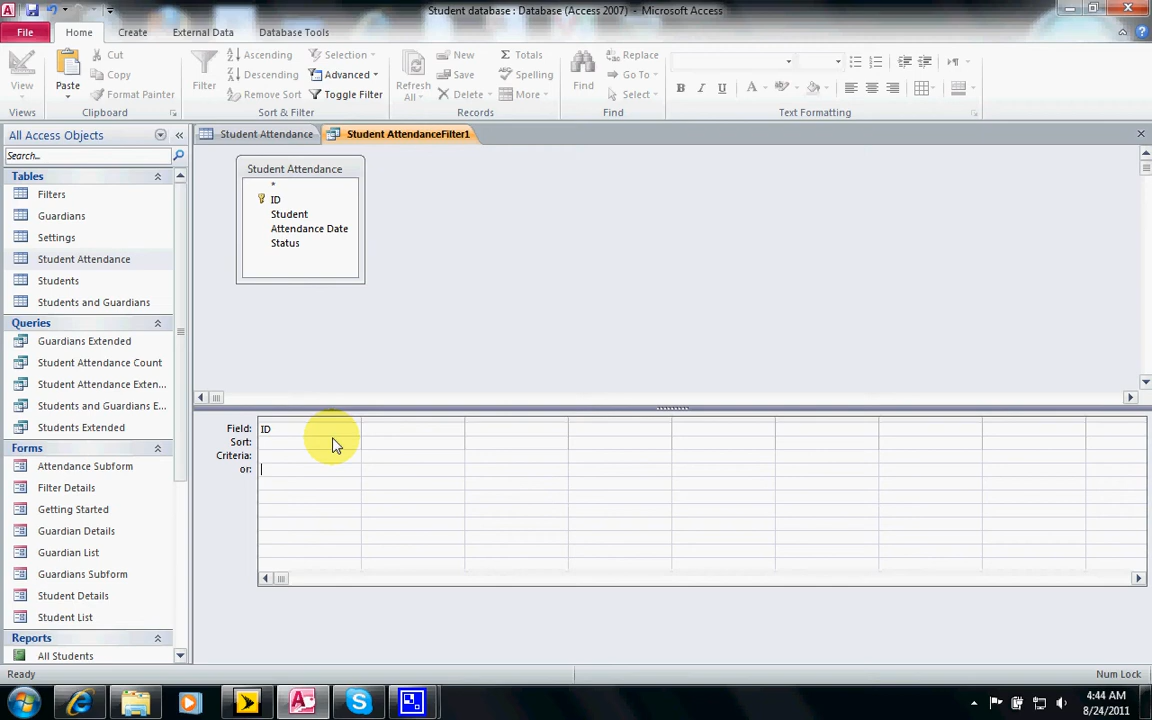 Student database : Database (Access 2007) - Microsoft Access
File Home Create External Data Database Tools
View
Views
Paste
Cut
Copy
Format Painter
Clipboard
Filter
Ascending
Descending
Remove Sort
Selection
Advanced
Toggle Filter
Sort & Filter
Refresh All
New
Save
Delete
Totals
Spelling
More
Records
Find
Replace
Go To
Select
Find
B I U A
Text Formatting
All Access Objects
Search...
Tables
Filters
Guardians
Settings
Student Attendance
Students
Students and Guardians
Queries
Guardians Extended
Student Attendance Count
Student Attendance Exten...
Students and Guardians E...
Students Extended
Forms
Attendance Subform
Filter Details
Getting Started
Guardian Details
Guardian List
Guardians Subform
Student Details
Student List
Reports
All Students
Student Attendance Student AttendanceFilter1
Student Attendance
*
ID
Student
Attendance Date
Status
Field: ID
Sort:
Criteria:
or:
Ready Num Lock
4:44 AM
8/24/2011